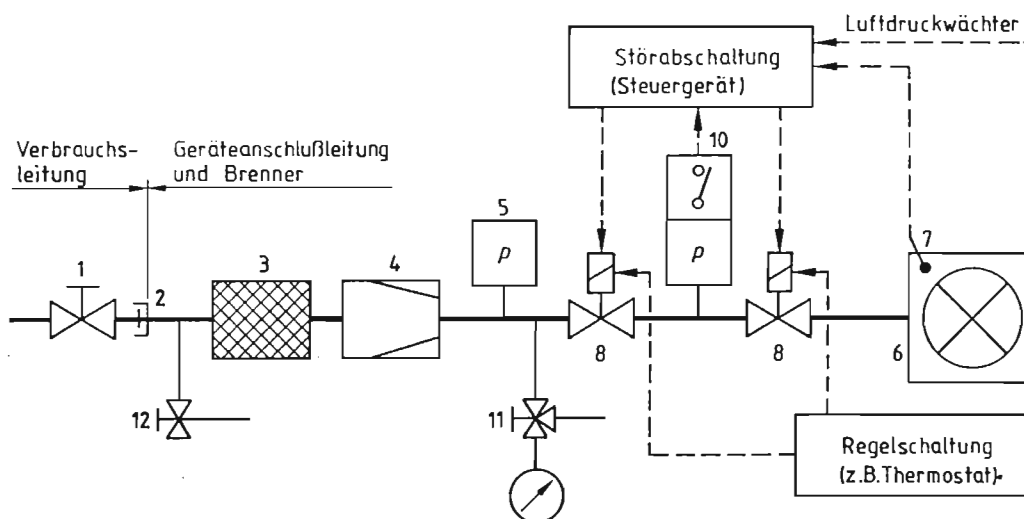 Luftdruckwächter
Störabschaltung
(Steuergerät)
10
Verbrauchs-
leitung
Geräteanschlußleitung
und Brenner
5
p
p
7
1
2
3
4
8
8
6
12
11
Regelschaltung
(z.B.Thermostat)